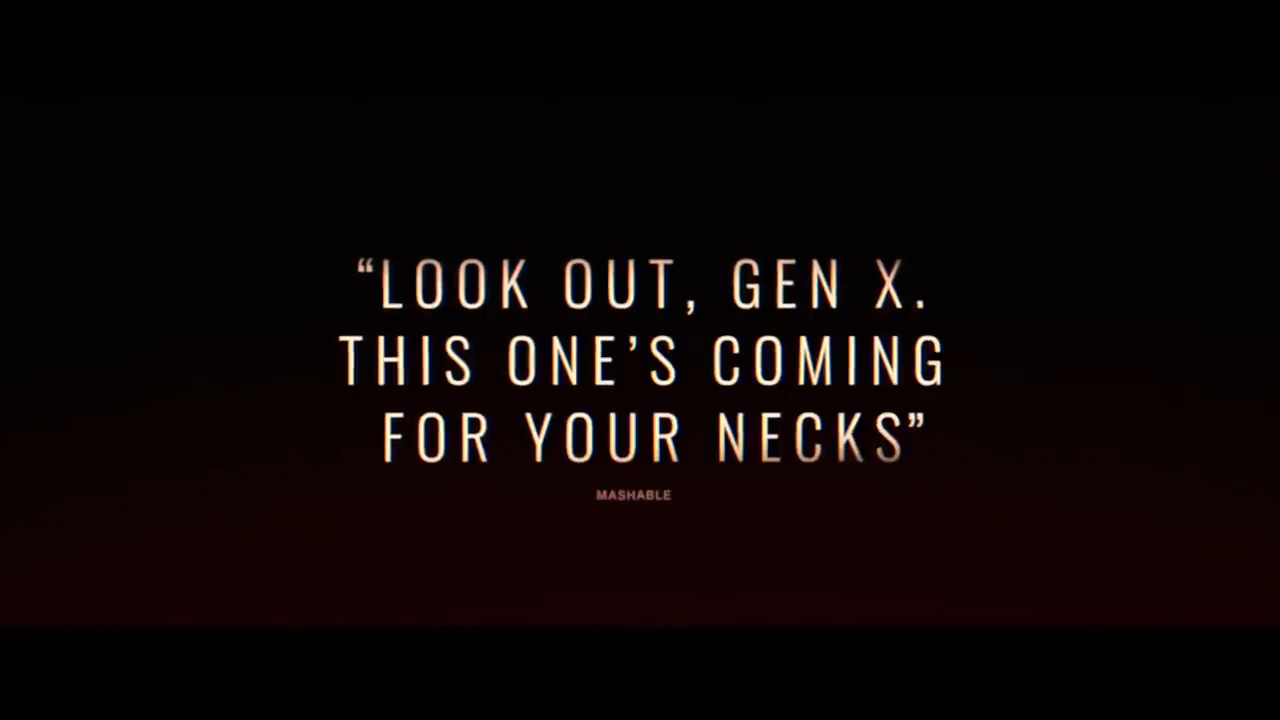 “LOOK OUT, GEN X.
THIS ONE’S COMING
FOR YOUR NECKS”
MASHABLE